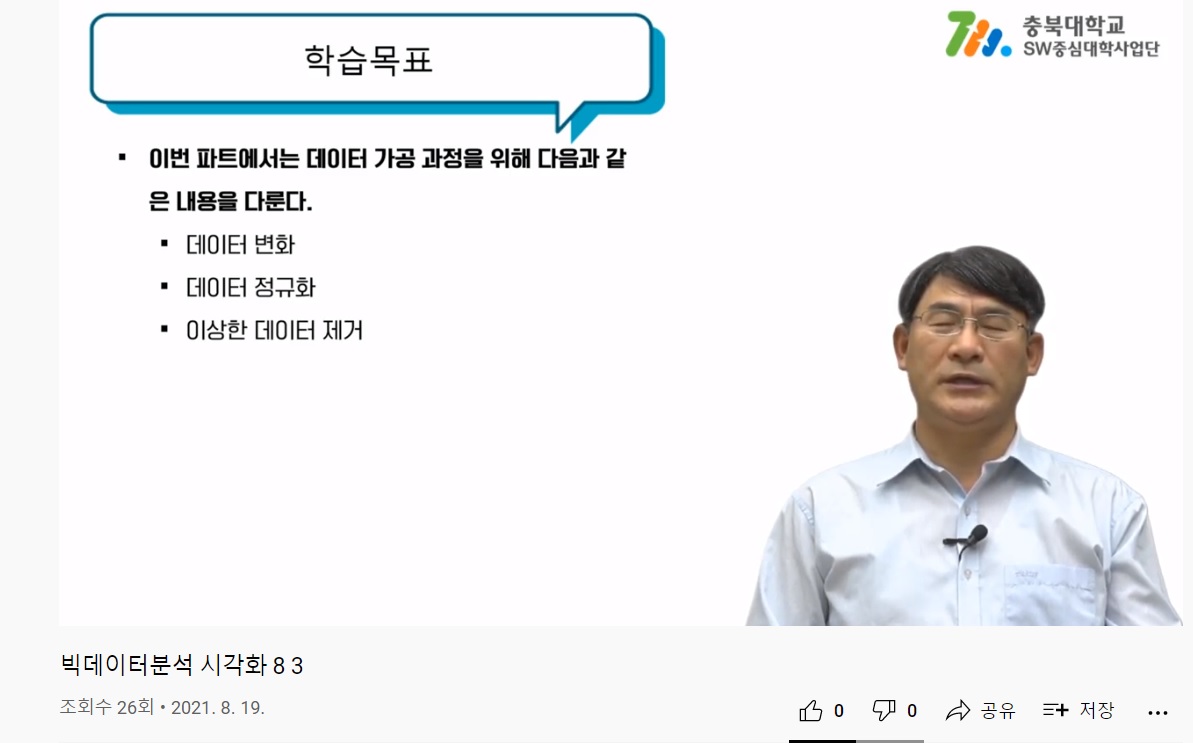 학습목표
충북대학교
SW중심대학사업단
▪ 이번 파트에서는 데이터 가공 과정을 위해 다음과 같
은 내용을 다룬다.
▪ 데이터 변화
▪ 데이터 정규화
▪ 이상한 데이터 제거
빅데이터분석 시각화 8 3
조회수 26회 • 2021. 8. 19.
0 0 공유 저장 ...